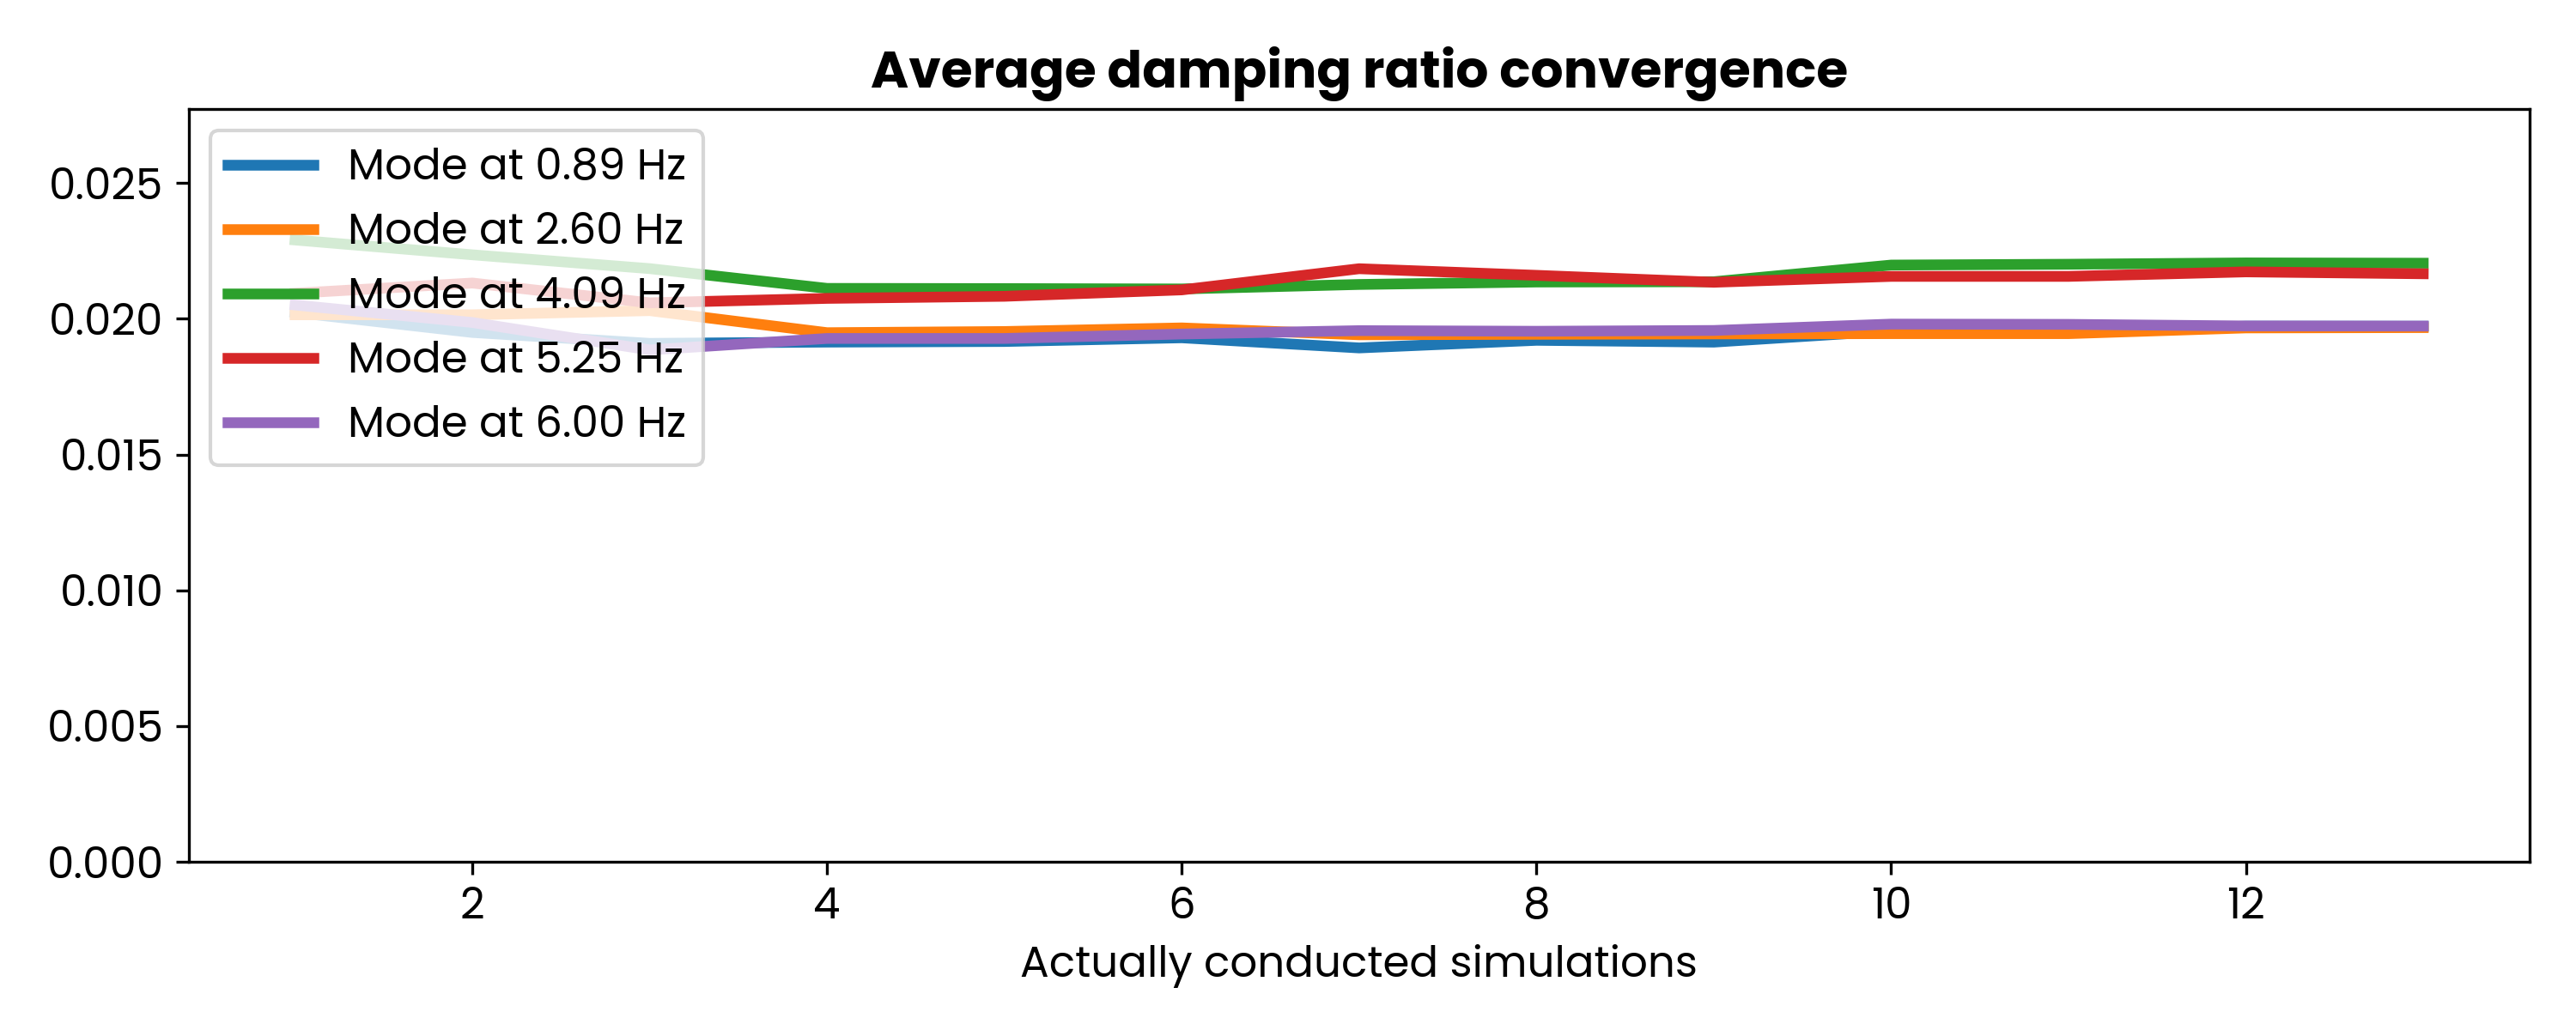 Average damping ratio convergence
Mode at 0.89 Hz
Mode at 2.60 Hz
Mode at 4.09 Hz
Mode at 5.25 Hz
Mode at 6.00 Hz
0.025
0.020
0.015
0.010
0.005
0.000
2 4 6 8 10 12
Actually conducted simulations